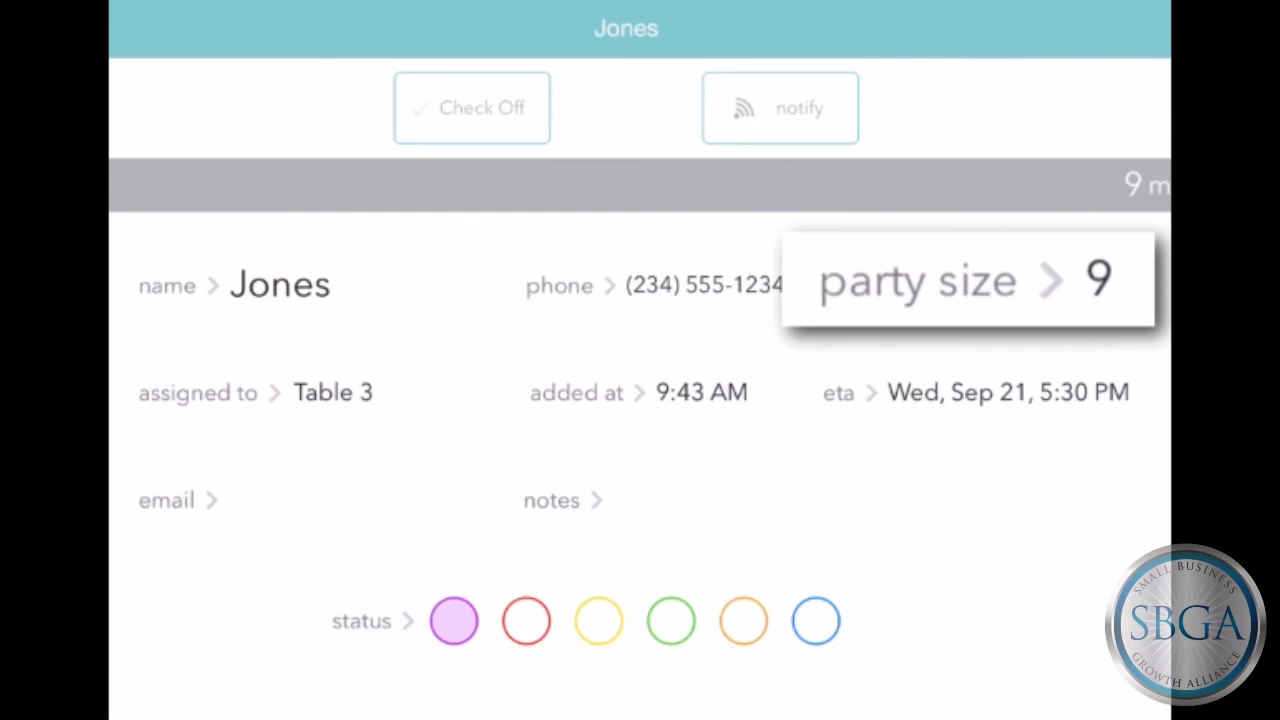 Jones
Check Off
notify
9 m
name > Jones
phone > (234) 555-1234
party size > 9
assigned to > Table 3
added at > 9:43 AM
eta > Wed, Sep 21, 5:30 PM
email >
notes >
status >
SMALL BUSINESS
SBGA
GROWTH ALLIANCE